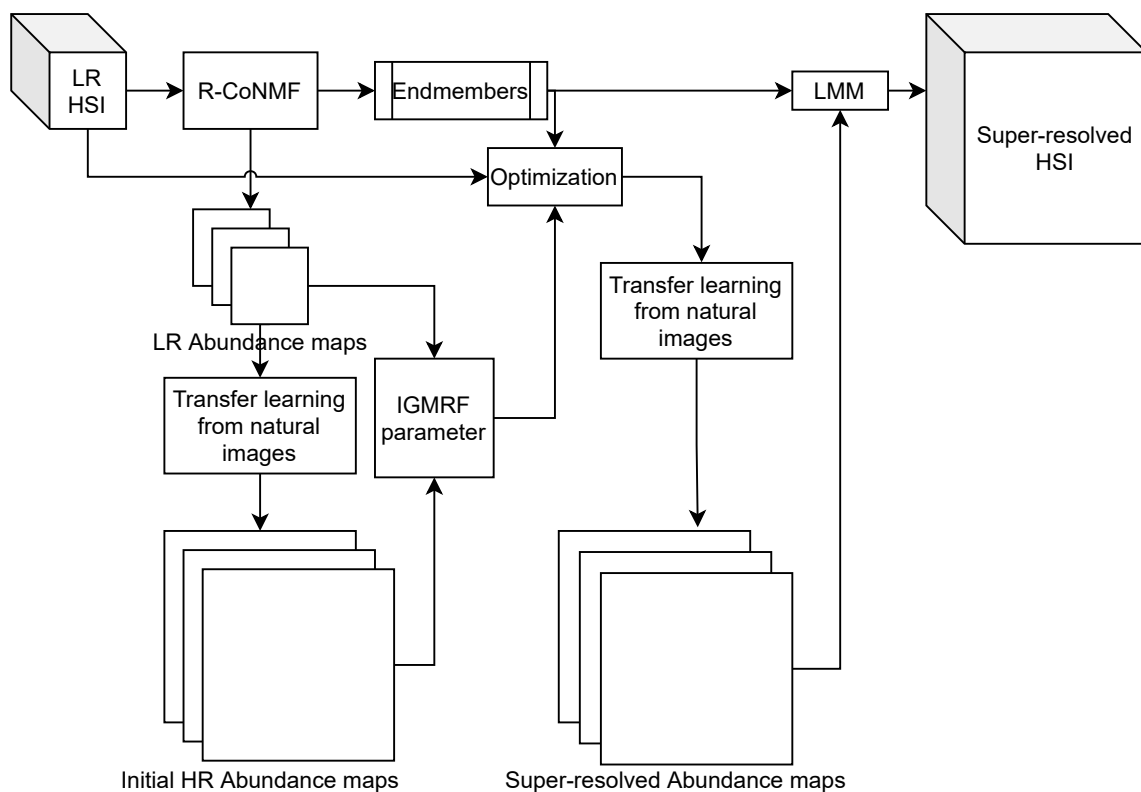 LR
HSI
R-CoNMF
Endmembers
LMM
Super-resolved
HSI
Optimization
LR Abundance maps
Transfer learning
from natural
images
IGMRF
parameter
Transfer learning
from natural
images
Initial HR Abundance maps
Super-resolved Abundance maps